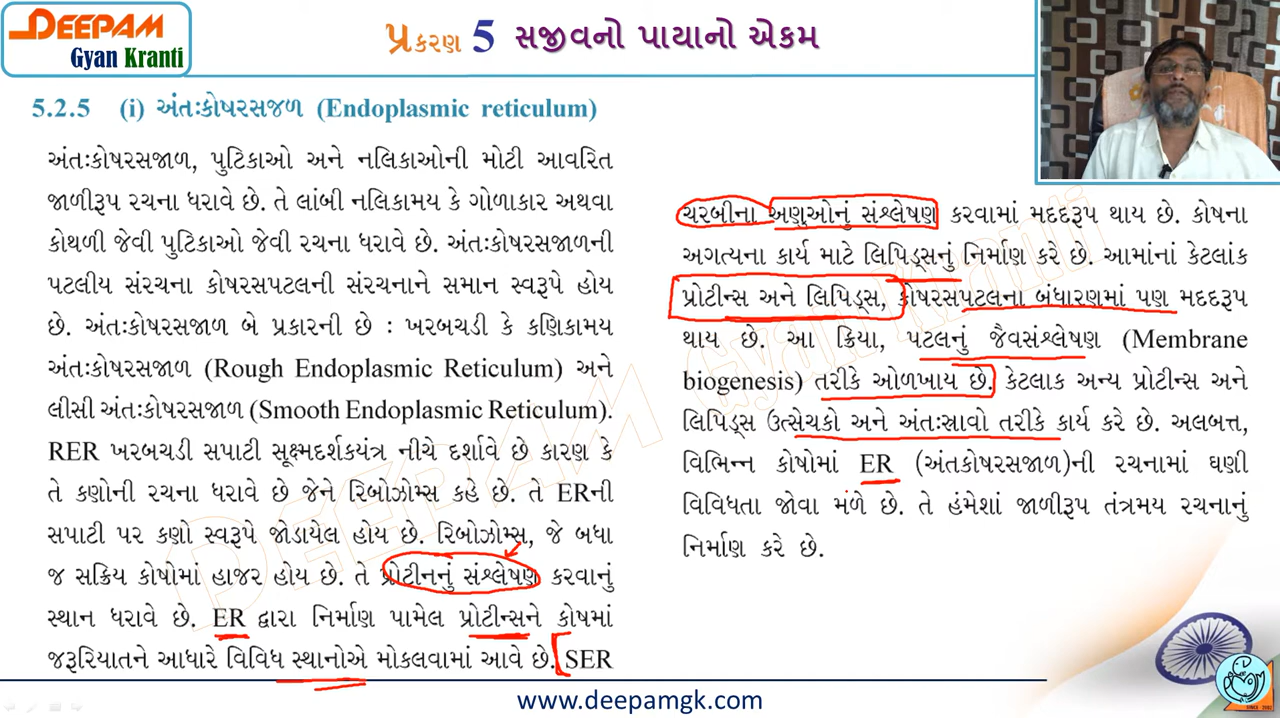 DEEPAM
Gyan Kranti
પ્રકરણ 5 સજીવનો પાયાનો એકમ
5.2.5 (i) અંતઃકોષરસજળ (Endoplasmic reticulum)
અંતઃકોષરસજાળ, પુટિકાઓ અને નલિકાઓની મોટી આવરિત
જાળીરૂપ રચના ધરાવે છે. તે લાંબી નલિકામય કે ગોળાકાર અથવા
કોથળી જેવી પુટિકાઓ જેવી રચના ધરાવે છે. અંતઃકોષરસજાળની
પટલીય સંરચના કોષરસપટલની સંરચનાને સમાન સ્વરૂપે હોય
છે. અંતઃકોષરસજાળ બે પ્રકારની છે : ખરબચડી કે કણિકામય
અંતઃકોષરસજાળ (Rough Endoplasmic Reticulum) અને
લીસી અંતઃકોષરસજાળ (Smooth Endoplasmic Reticulum).
RER ખરબચડી સપાટી સૂક્ષ્મદર્શકયંત્ર નીચે દર્શાવે છે કારણ કે
તે કણોની રચના ધરાવે છે જેને રિબોઝોમ્સ કહે છે. તે ERની
સપાટી પર કણો સ્વરૂપે જોડાયેલ હોય છે. રિબોઝોમ્સ, જે બધા
જ સક્રિય કોષોમાં હાજર હોય છે. તે પ્રોટીનનું સંશ્લેષણ કરવાનું
સ્થાન ધરાવે છે. ER દ્વારા નિર્માણ પામેલ પ્રોટીન્સને કોષમાં
જરૂરિયાતને આધારે વિવિધ સ્થાનોએ મોકલવામાં આવે છે. SER
ચરબીના અણુઓનું સંશ્લેષણ કરવામાં મદદરૂપ થાય છે. કોષના
અગત્યના કાર્ય માટે લિપિડ્સનું નિર્માણ કરે છે. આમાંનાં કેટલાંક
પ્રોટીન્સ અને લિપિડ્સ, કોષરસપટલના બંધારણમાં પણ મદદરૂપ
થાય છે. આ ક્રિયા, પટલનું જૈવસંશ્લેષણ (Membrane
biogenesis) તરીકે ઓળખાય છે. કેટલાક અન્ય પ્રોટીન્સ અને
લિપિડ્સ ઉત્સેચકો અને અંતઃસ્રાવો તરીકે કાર્ય કરે છે. અલબત્ત,
વિભિન્ન કોષોમાં ER (અંતકોષરસજાળ)ની રચનામાં ઘણી
વિવિધતા જોવા મંળે છે. તે હંમેશાં જાળીરૂપ તંત્રમય રચનાનું
નિર્માણ કરે છે.
DEEPAM Gyan Kranti
www.deepamgk.com